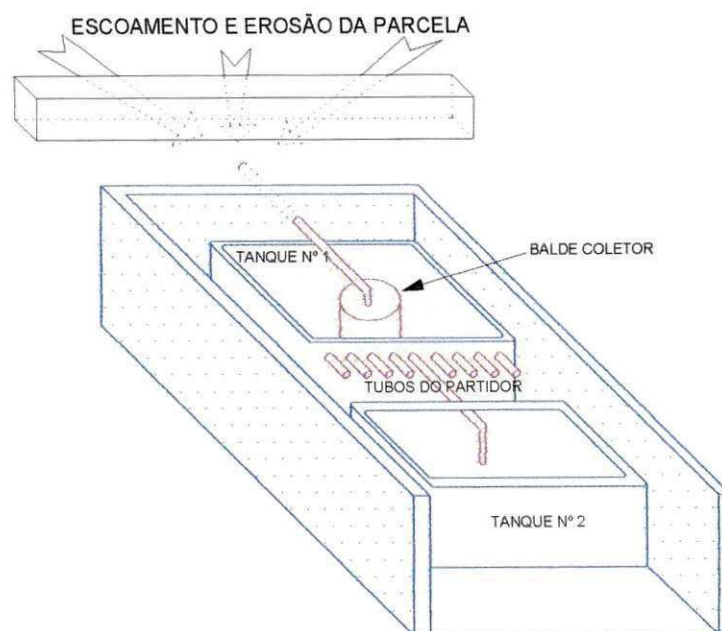 ESCOAMENTO E EROSÃO DA PARCELA
BALDE COLETOR
TANQUE Nº 1
TUBOS DO PARTIDOR
TANQUE Nº 2